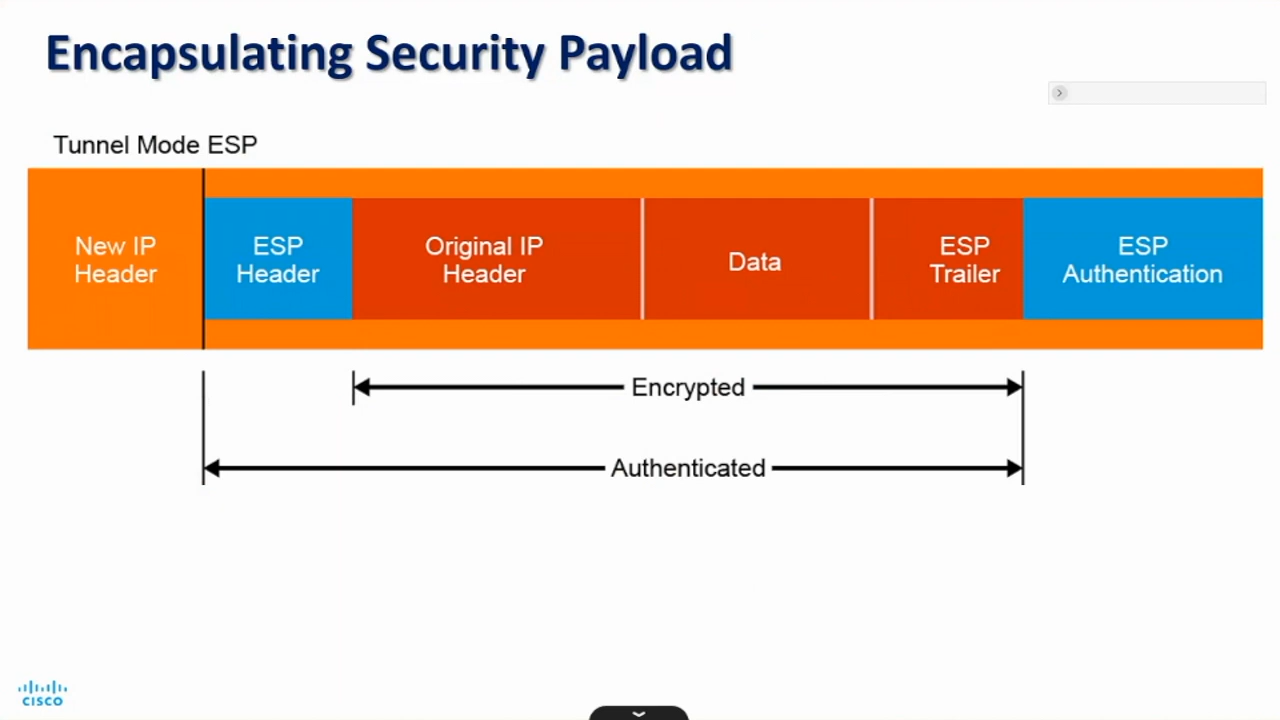 Encapsulating Security Payload
Tunnel Mode ESP
New IP
Header
ESP
Header
Original IP
Header
Data
ESP
Trailer
ESP
Authentication
Encrypted
Authenticated
CISCO